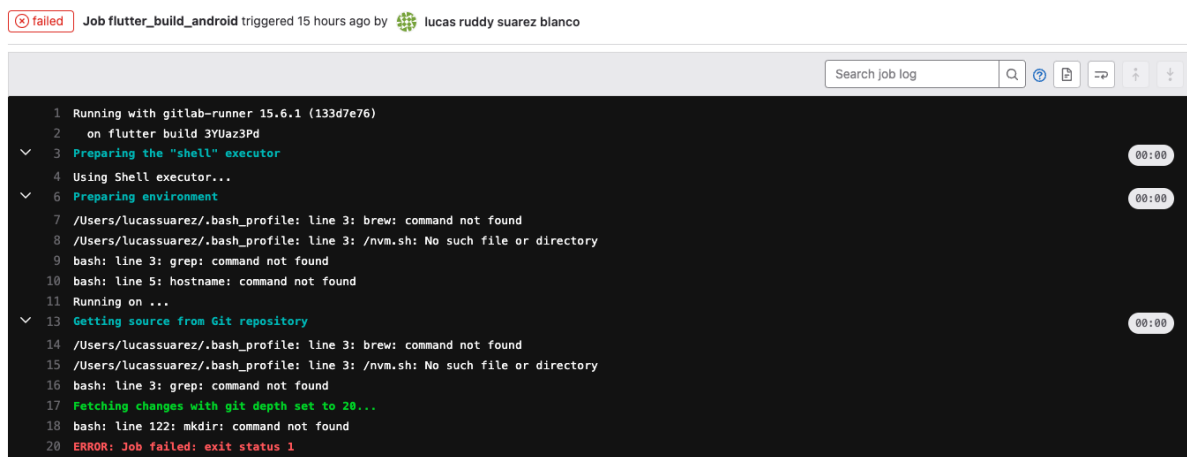 failed Job flutter_build_android triggered 15 hours ago by lucas ruddy suarez blanco
Search job log
1 Running with gitlab-runner 15.6.1 (133d7e76)
2 on flutter build 3YUaz3Pd
3 Preparing the "shell" executor 00:00
4 Using Shell executor...
6 Preparing environment 00:00
7 /Users/lucassuarez/.bash_profile: line 3: brew: command not found
8 /Users/lucassuarez/.bash_profile: line 3: /nvm.sh: No such file or directory
9 bash: line 3: grep: command not found
10 bash: line 5: hostname: command not found
11 Running on ...
13 Getting source from Git repository 00:00
14 /Users/lucassuarez/.bash_profile: line 3: brew: command not found
15 /Users/lucassuarez/.bash_profile: line 3: /nvm.sh: No such file or directory
16 bash: line 3: grep: command not found
17 Fetching changes with git depth set to 20...
18 bash: line 122: mkdir: command not found
20 ERROR: Job failed: exit status 1